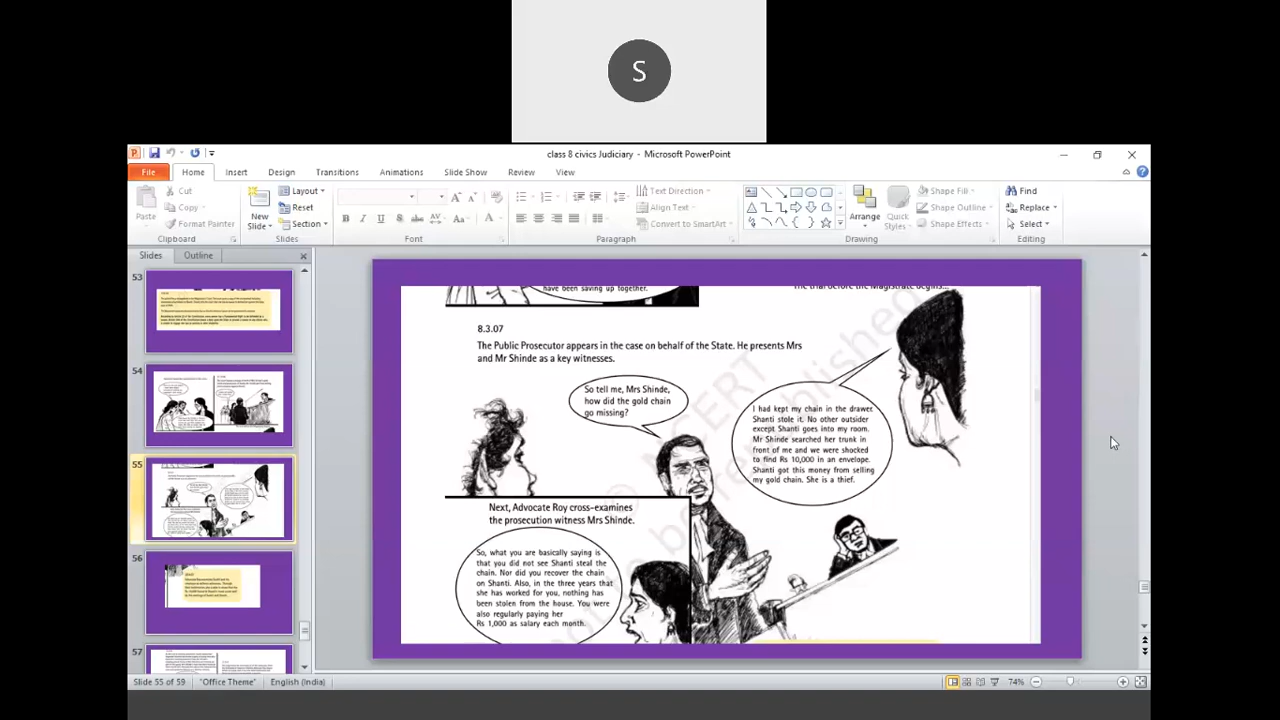 S
class 8 civics Judiciary - Microsoft PowerPoint
File Home Insert Design Transitions Animations Slide Show Review View
Paste
Cut
Copy
Format Painter
Clipboard
New
Slide
Layout
Reset
Section
Slides
B I U S abc AV Aa A
Font
Text Direction
Align Text
Convert to SmartArt
Paragraph
Arrange
Quick
Styles
Shape Fill
Shape Outline
Shape Effects
Drawing
Find
Replace
Select
Editing
Slides Outline
53
54
55
56
57
have been saving up together.
The trial before the Magistrate begins...
8.3.07
The Public Prosecutor appears in the case on behalf of the State. He presents Mrs
and Mr Shinde as a key witnesses.
So tell me, Mrs Shinde,
how did the gold chain
go missing?
I had kept my chain in the drawer.
Shanti stole it. No other outsider
except Shanti goes into my room.
Mr Shinde searched her trunk in
front of me and we were shocked
to find Rs 10,000 in an envelope.
Shanti got this money from selling
my gold chain. She is a thief.
Next, Advocate Roy cross-examines
the prosecution witness Mrs Shinde.
So, what you are basically saying is
that you did not see Shanti steal the
chain. Nor did you recover the chain
on Shanti. Also, in the three years that
she has worked for you, nothing has
been stolen from the house. You were
also regularly paying her
Rs 1,000 as salary each month.
Slide 55 of 59 "Office Theme" English (India) 74%